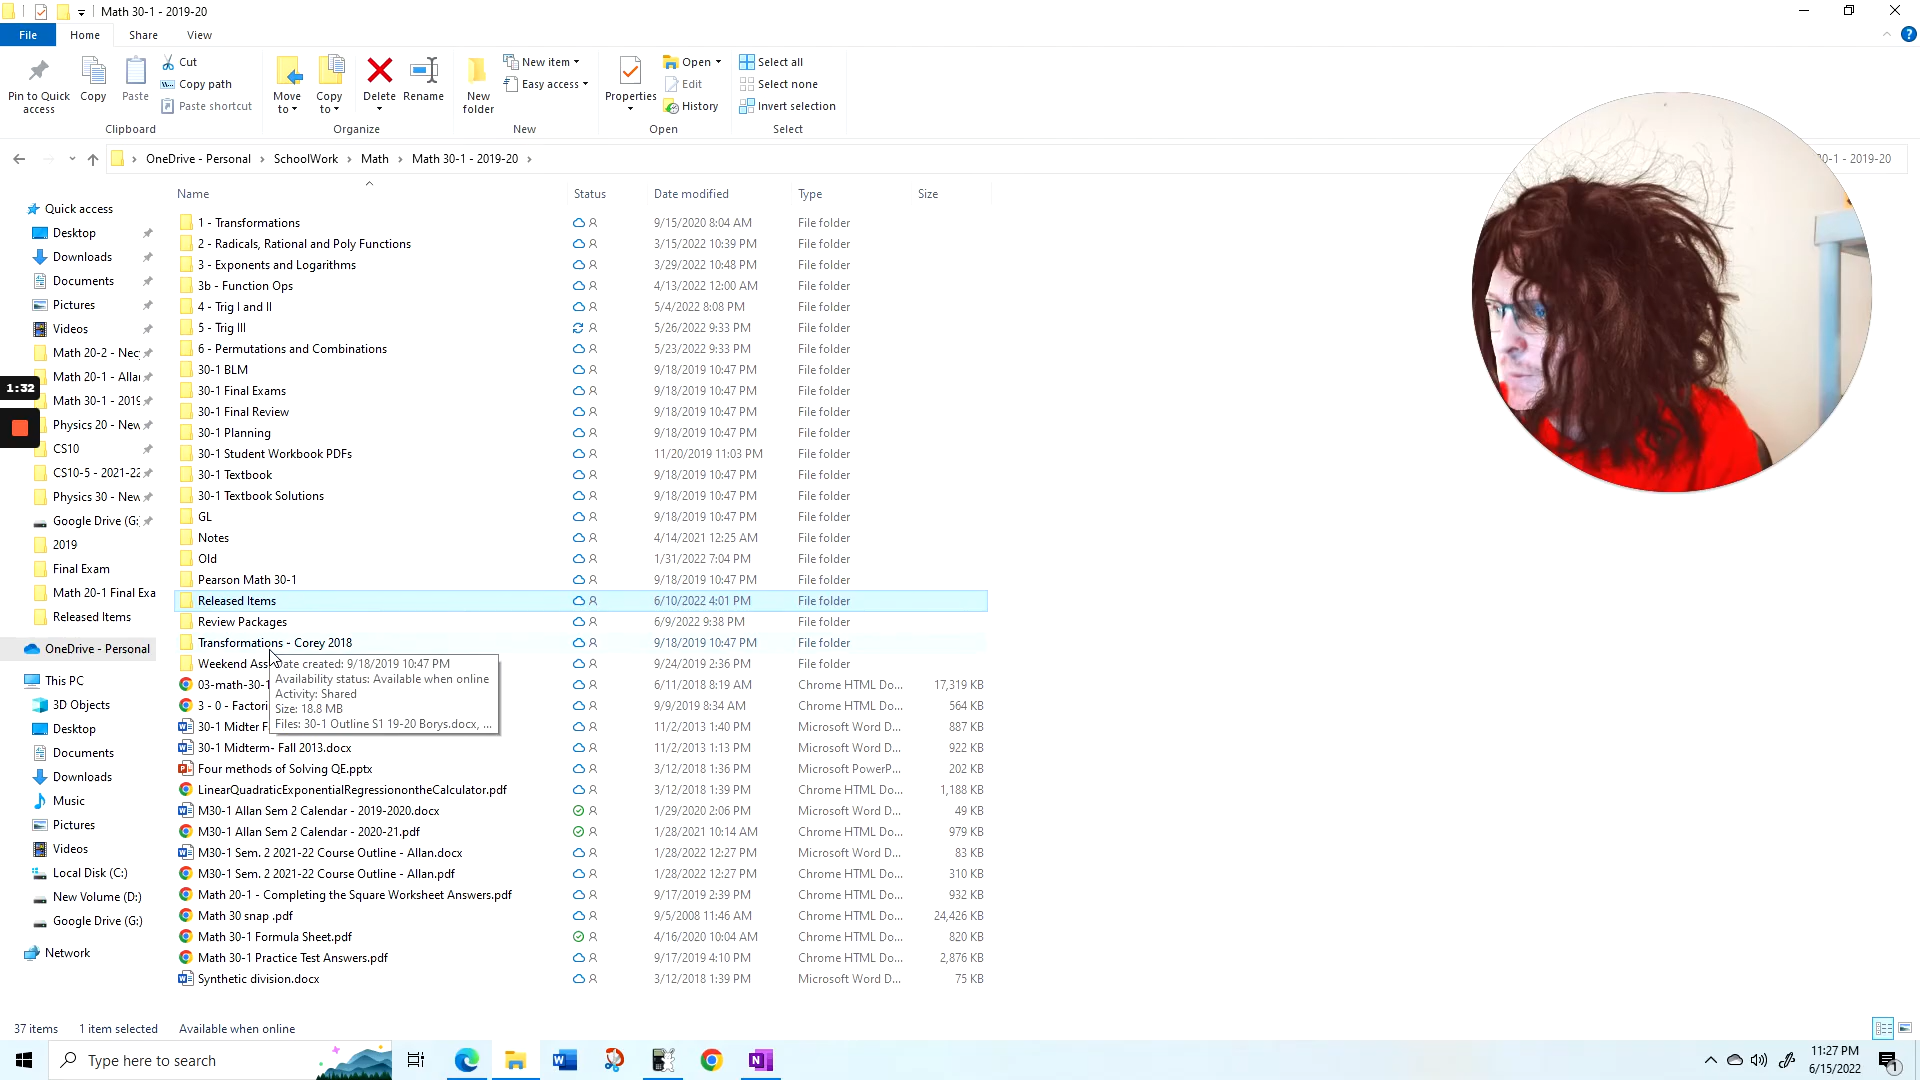 Math 30-1 - 2019-20
File Home Share View
Pin to Quick access
Copy
Paste
Cut
Copy path
Paste shortcut
Clipboard
Move to
Copy to
Delete
Rename
Organize
New folder
New item
Easy access
New
Properties
Open
Edit
History
Open
Select all
Select none
Invert selection
Select
OneDrive - Personal > SchoolWork > Math > Math 30-1 - 2019-20 >
0-1 - 2019-20
Quick access
Desktop
Downloads
Documents
Pictures
Videos
Math 20-2 - Nec
Math 20-1 - Allan
1:32
Math 30-1 - 2019
Physics 20 - New
CS10
CS10-5 - 2021-22
Physics 30 - New
Google Drive (G:
2019
Final Exam
Math 20-1 Final Exa
Released Items
OneDrive - Personal
This PC
3D Objects
Desktop
Documents
Downloads
Music
Pictures
Videos
Local Disk (C:)
New Volume (D:)
Google Drive (G:)
Network
Name Status Date modified Type Size
1 - Transformations 9/15/2020 8:04 AM File folder
2 - Radicals, Rational and Poly Functions 3/15/2022 10:39 PM File folder
3 - Exponents and Logarithms 3/29/2022 10:48 PM File folder
3b - Function Ops 4/13/2022 12:00 AM File folder
4 - Trig I and II 5/4/2022 8:08 PM File folder
5 - Trig III 5/26/2022 9:33 PM File folder
6 - Permutations and Combinations 5/23/2022 9:33 PM File folder
30-1 BLM 9/18/2019 10:47 PM File folder
30-1 Final Exams 9/18/2019 10:47 PM File folder
30-1 Final Review 9/18/2019 10:47 PM File folder
30-1 Planning 9/18/2019 10:47 PM File folder
30-1 Student Workbook PDFs 11/20/2019 11:03 PM File folder
30-1 Textbook 9/18/2019 10:47 PM File folder
30-1 Textbook Solutions 9/18/2019 10:47 PM File folder
GL 9/18/2019 10:47 PM File folder
Notes 4/14/2021 12:25 AM File folder
Old 1/31/2022 7:04 PM File folder
Pearson Math 30-1 9/18/2019 10:47 PM File folder
Released Items 6/10/2022 4:01 PM File folder
Review Packages 6/9/2022 9:38 PM File folder
Transformations - Corey 2018 9/18/2019 10:47 PM File folder
Weekend Ass 9/24/2019 2:36 PM File folder
03-math-30-1 6/11/2018 8:19 AM Chrome HTML Do... 17,319 KB
3 - 0 - Factori 9/9/2019 8:34 AM Chrome HTML Do... 564 KB
30-1 Midter F 11/2/2013 1:40 PM Microsoft Word D... 887 KB
Date created: 9/18/2019 10:47 PM
Availability status: Available when online
Activity: Shared
Size: 18.8 MB
Files: 30-1 Outline S1 19-20 Borys.docx, ...
30-1 Midterm- Fall 2013.docx 11/2/2013 1:13 PM Microsoft Word D... 922 KB
Four methods of Solving QE.pptx 3/12/2018 1:36 PM Microsoft PowerP... 202 KB
LinearQuadraticExponentialRegressionontheCalculator.pdf 3/12/2018 1:39 PM Chrome HTML Do... 1,188 KB
M30-1 Allan Sem 2 Calendar - 2019-2020.docx 1/29/2020 2:06 PM Microsoft Word D... 49 KB
M30-1 Allan Sem 2 Calendar - 2020-21.pdf 1/28/2021 10:14 AM Chrome HTML Do... 979 KB
M30-1 Sem. 2 2021-22 Course Outline - Allan.docx 1/28/2022 12:27 PM Microsoft Word D... 83 KB
M30-1 Sem. 2 2021-22 Course Outline - Allan.pdf 1/28/2022 12:27 PM Chrome HTML Do... 310 KB
Math 20-1 - Completing the Square Worksheet Answers.pdf 9/17/2019 2:39 PM Chrome HTML Do... 932 KB
Math 30 snap .pdf 9/5/2008 11:46 AM Chrome HTML Do... 24,426 KB
Math 30-1 Formula Sheet.pdf 4/16/2020 10:04 AM Chrome HTML Do... 820 KB
Math 30-1 Practice Test Answers.pdf 9/17/2019 4:10 PM Chrome HTML Do... 2,876 KB
Synthetic division.docx 3/12/2018 1:39 PM Microsoft Word D... 75 KB
37 items 1 item selected Available when online
Type here to search
11:27 PM
6/15/2022
1